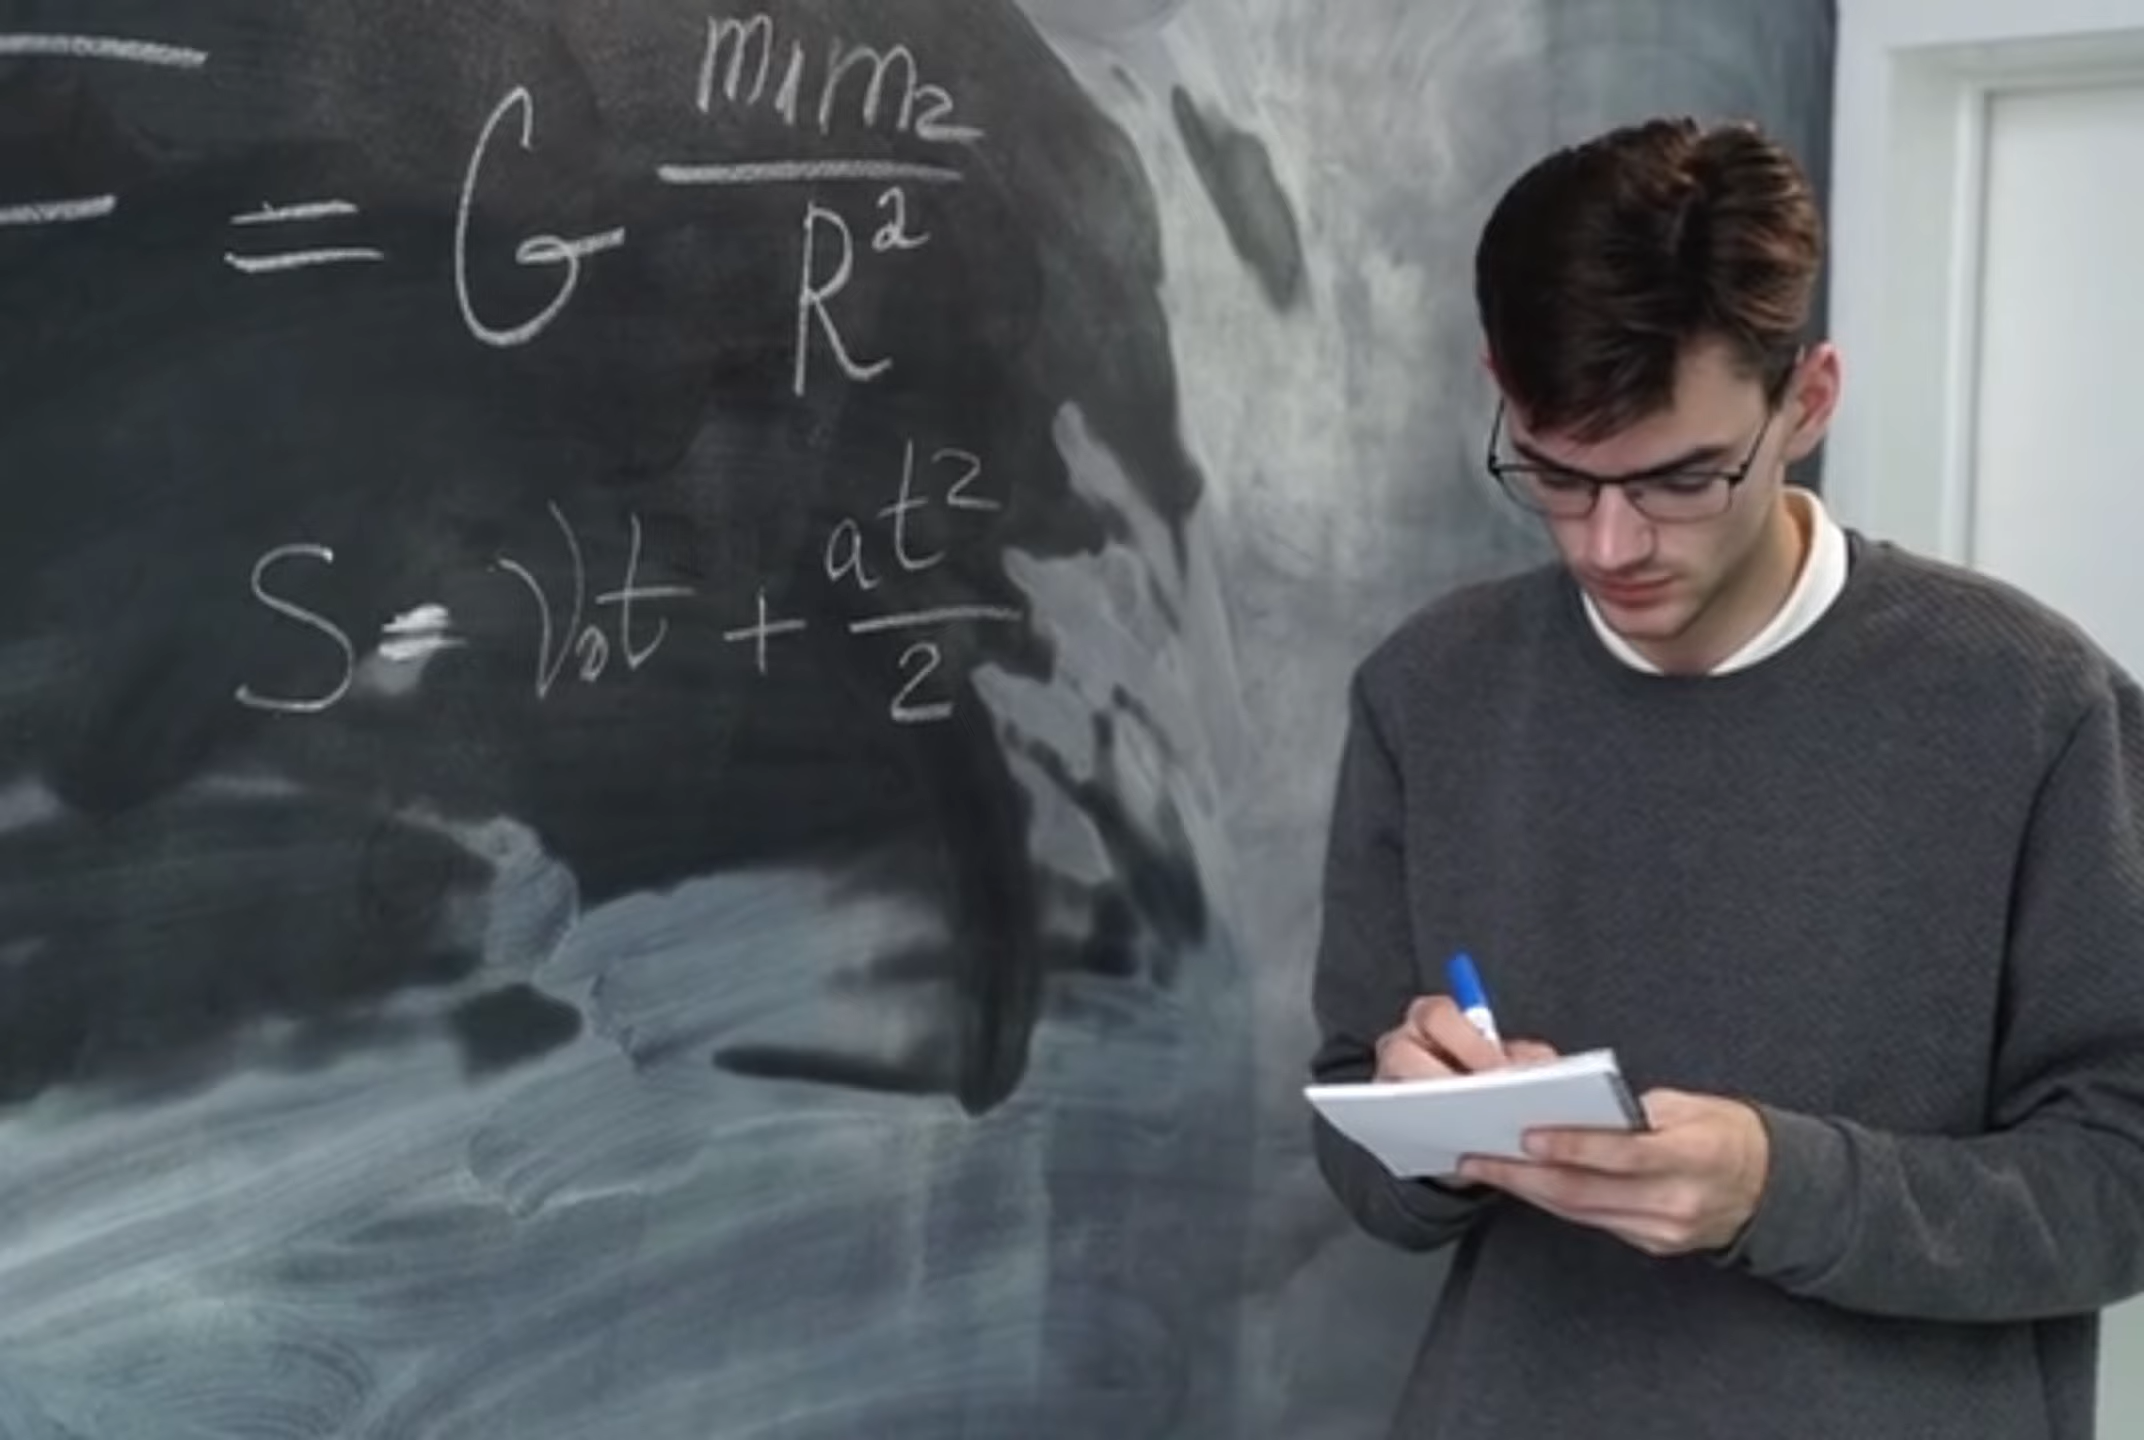 = G m₁m₂/R²
S = V₀t + at²/2